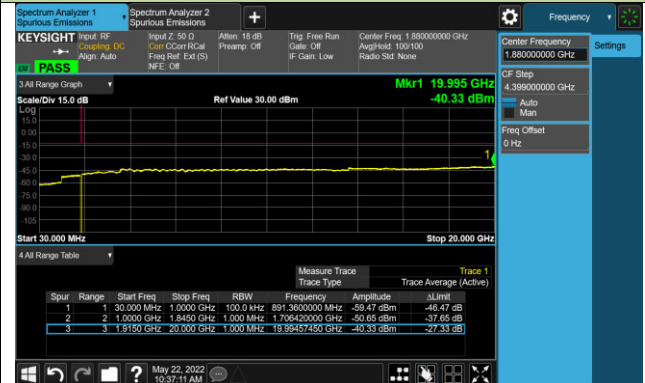 Spectrum Analyzer 1
Spurious Emissions
Spectrum Analyzer 2
Spurious Emissions
Frequency
KEYSIGHT
Input: RF
Coupling: DC
Align: Auto
Input Z: 50 Ω
Corr CCorr RCal
Freq Ref: Ext (S)
NFE: Off
Atten: 18 dB
Preamp: Off
Trig: Free Run
Gate: Off
IF Gain: Low
Center Freq: 1.880000000 GHz
Avg|Hold: 100/100
Radio Std: None
PASS
Center Frequency
1.880000000 GHz
Settings
CF Step
4.399000000 GHz
Auto
Man
Freq Offset
0 Hz
3 All Range Graph
Mkr1 19.995 GHz
Scale/Div 15.0 dB
Ref Value 30.00 dBm
-40.33 dBm
Log
15.0
0.00
-15.0
-30.0
-45.0
-60.0
-75.0
-90.0
-105
1
Start 30.000 MHz
Stop 20.000 GHz
4 All Range Table
Measure Trace Trace 1
Trace Type Trace Average (Active)
Spur Range Start Freq Stop Freq RBW Frequency Amplitude ΔLimit
1 1 30.000 MHz 1.0000 GHz 100.0 kHz 891.3600000 MHz -59.47 dBm -46.47 dB
2 2 1.0000 GHz 1.8450 GHz 1.000 MHz 1.706420000 GHz -50.65 dBm -37.65 dB
3 3 1.9150 GHz 20.000 GHz 1.000 MHz 19.99457450 GHz -40.33 dBm -27.33 dB
May 22, 2022
10:37:11 AM